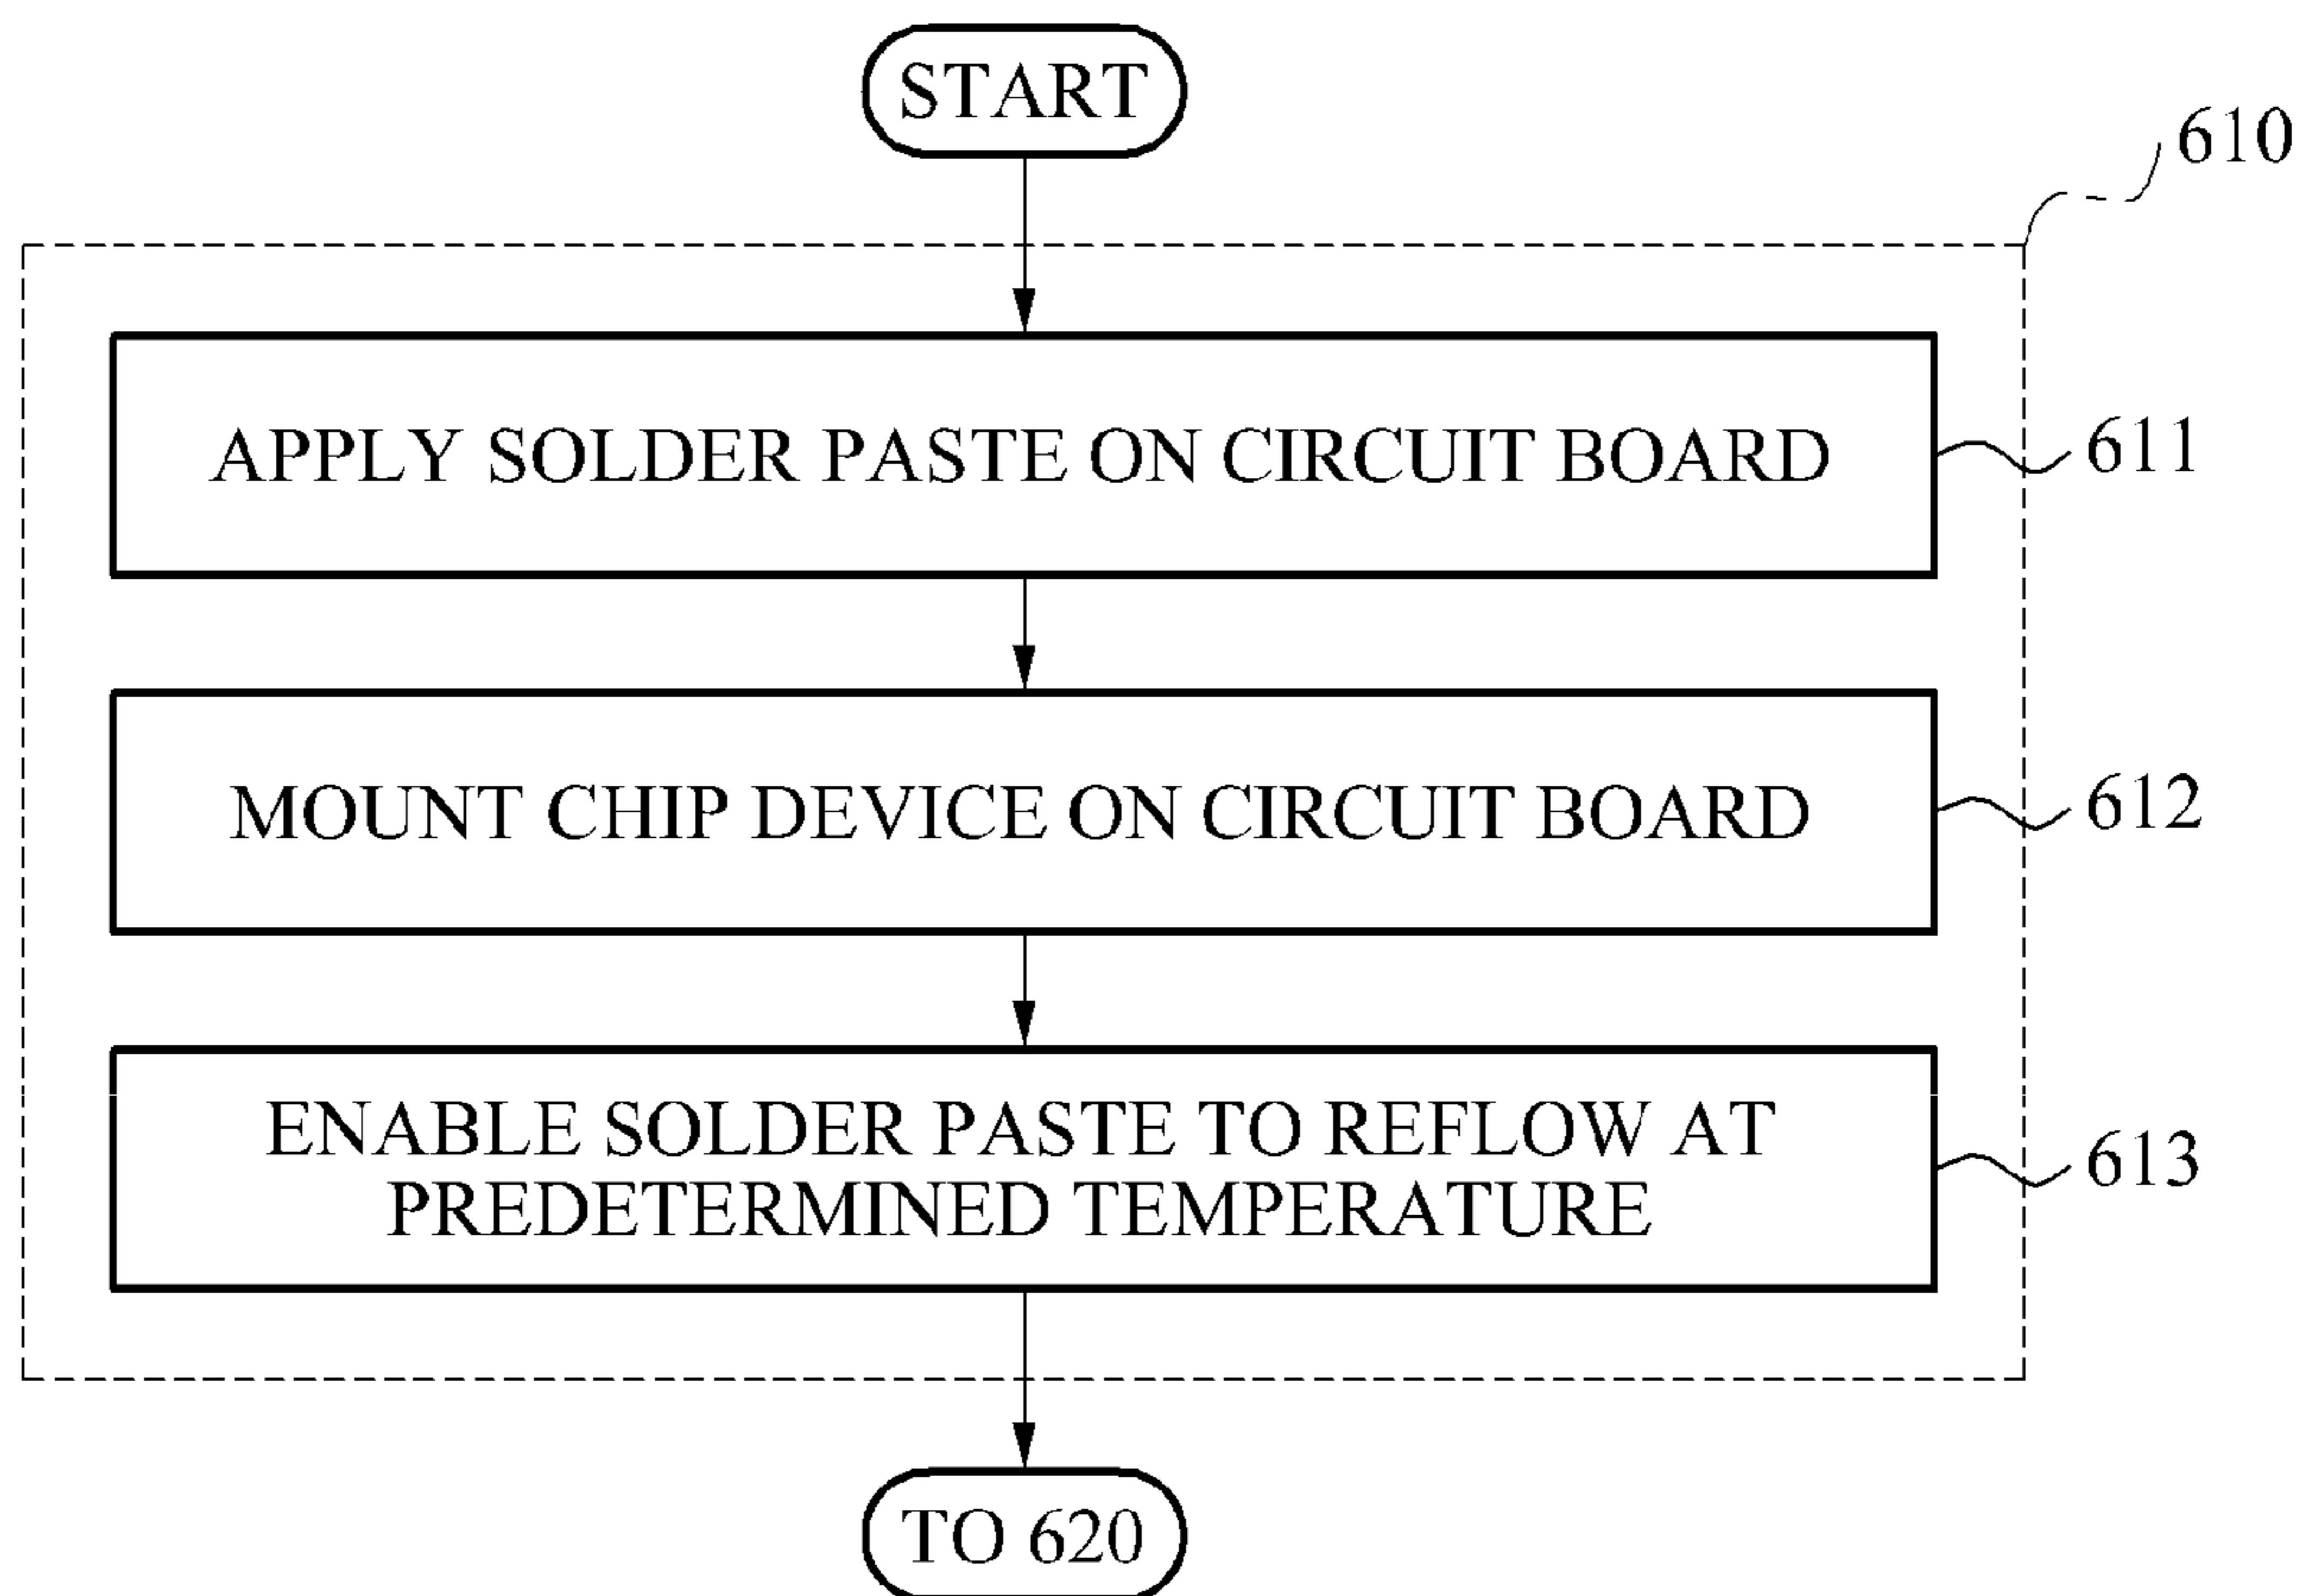 START
610
APPLY SOLDER PASTE ON CIRCUIT BOARD
611
MOUNT CHIP DEVICE ON CIRCUIT BOARD
612
ENABLE SOLDER PASTE TO REFLOW AT
PREDETERMINED TEMPERATURE
613
TO 620